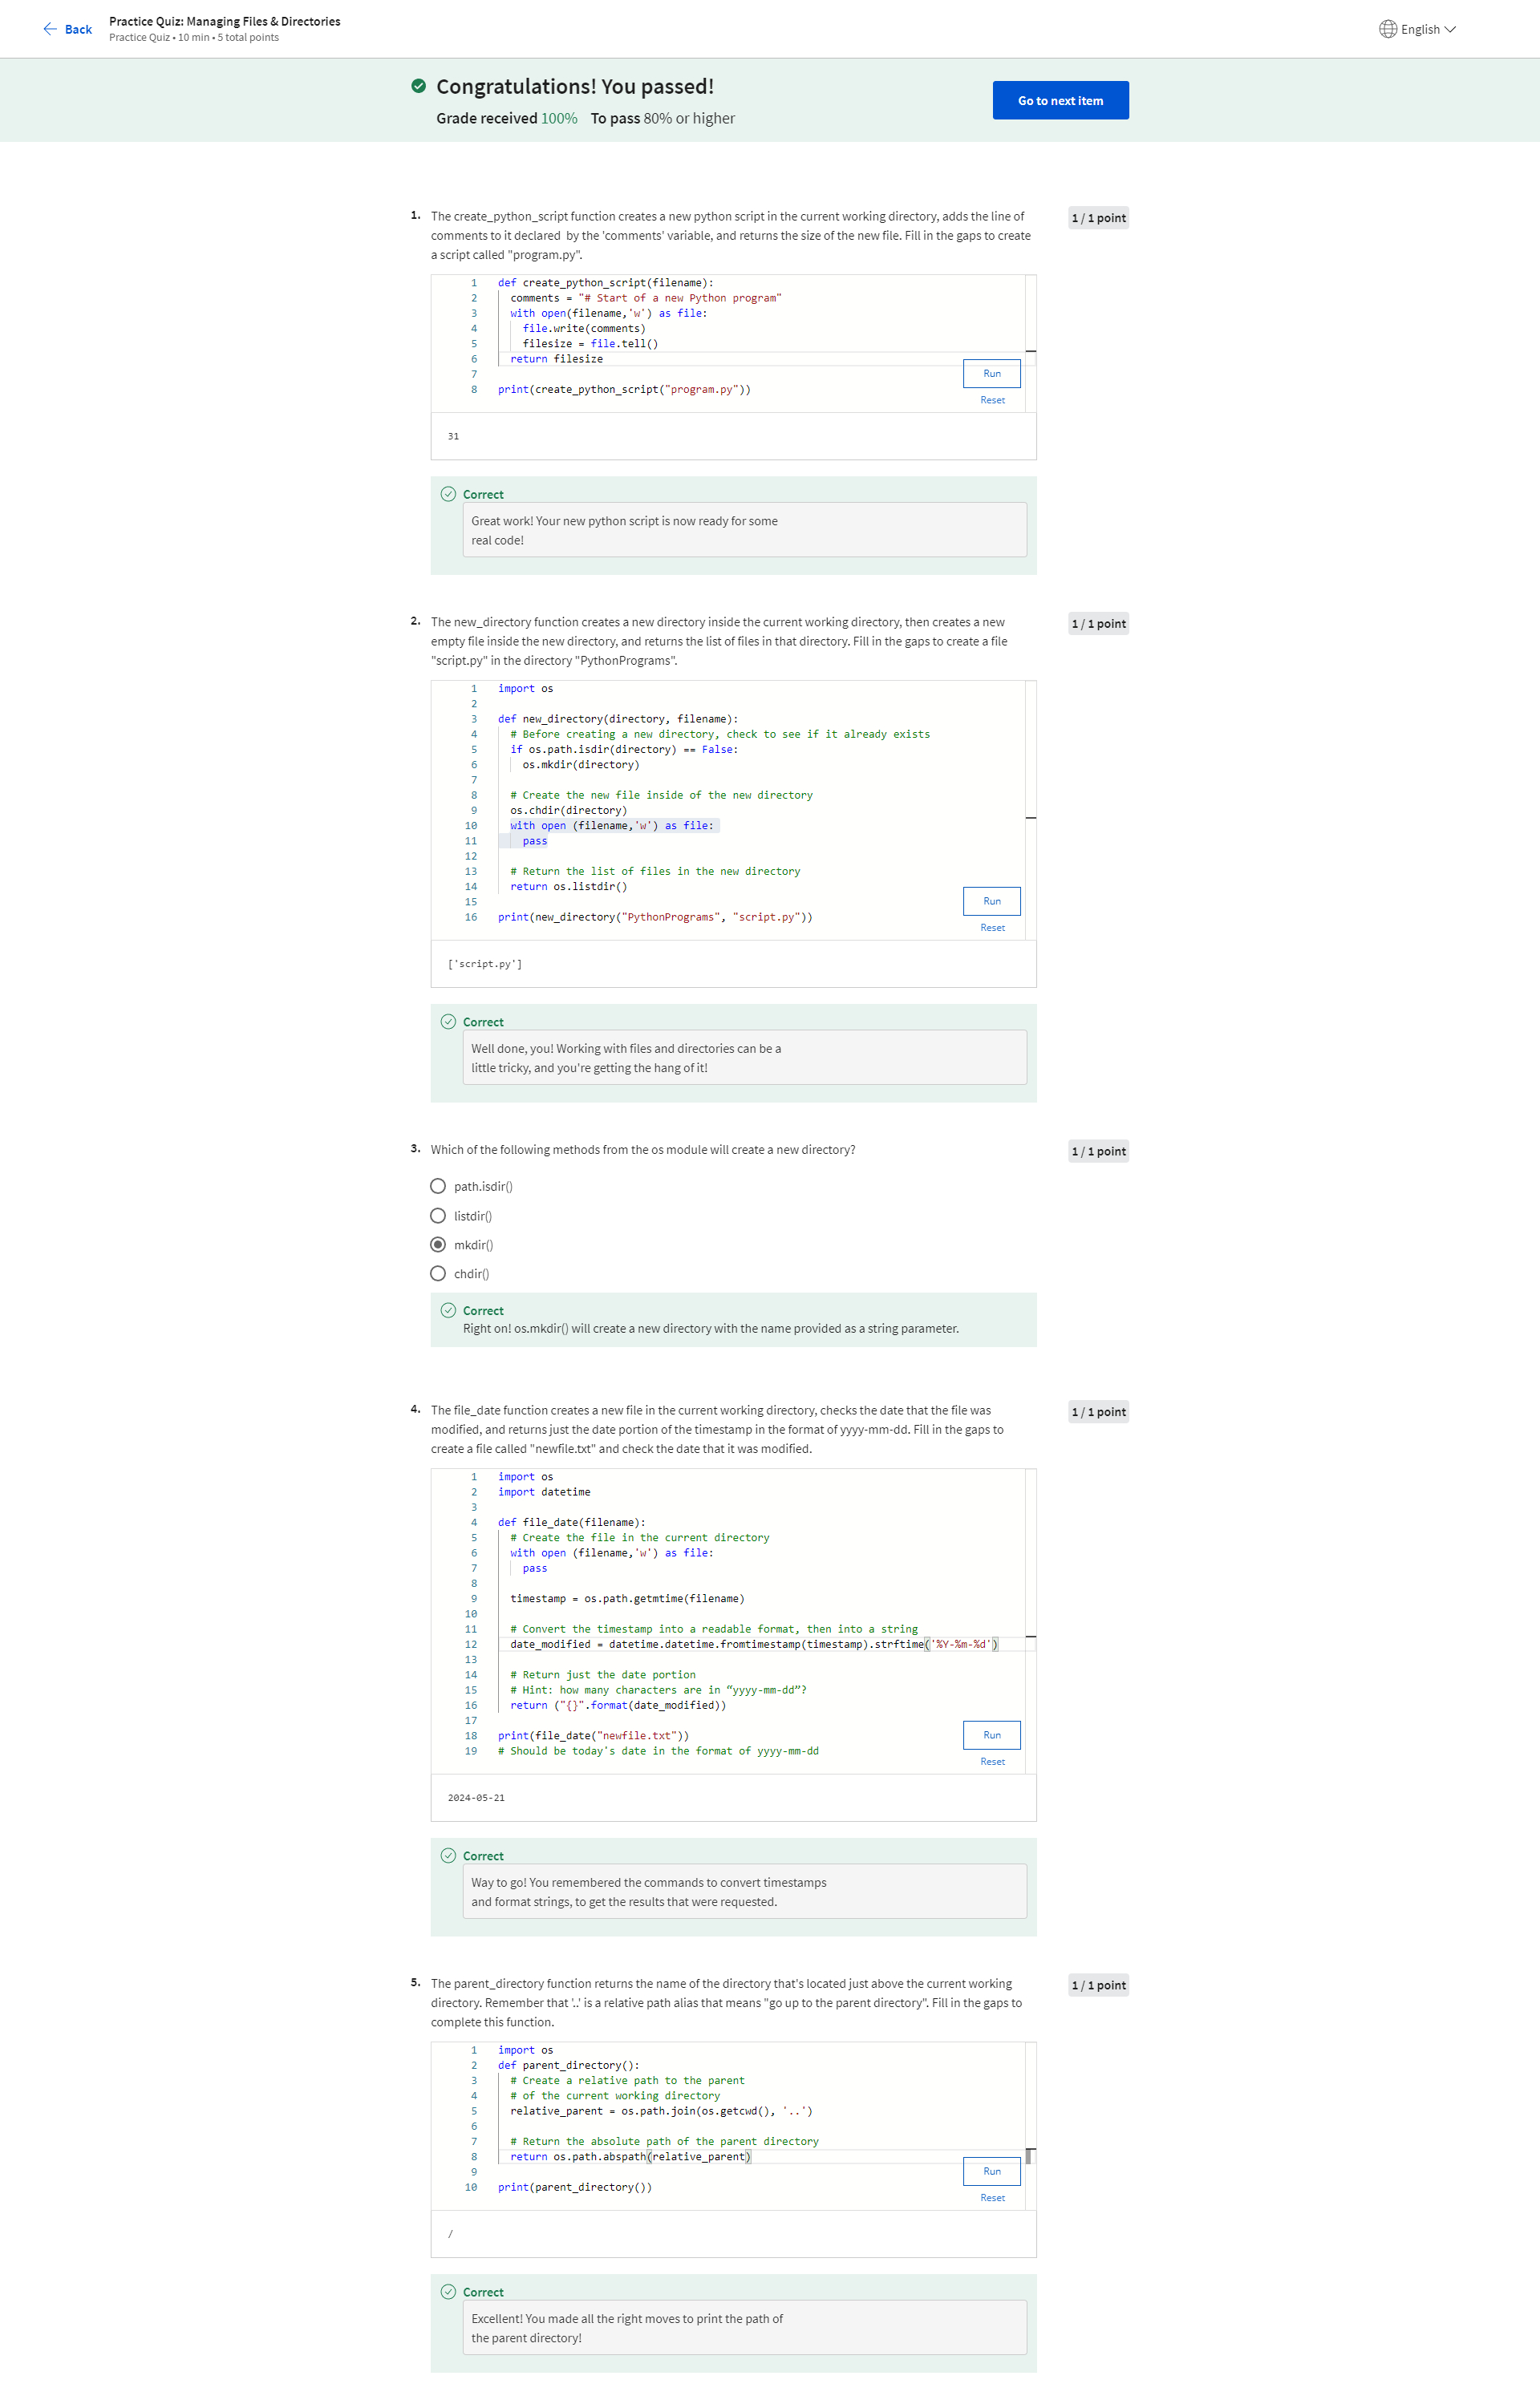 Back
Practice Quiz: Managing Files & Directories
Practice Quiz • 10 min • 5 total points
English
Congratulations! You passed!
Grade received 100% To pass 80% or higher
Go to next item
1. The create_python_script function creates a new python script in the current working directory, adds the line of
comments to it declared by the 'comments' variable, and returns the size of the new file. Fill in the gaps to create
a script called "program.py".
1 / 1 point
1 def create_python_script(filename):
2 comments = "# Start of a new Python program"
3 with open(filename,'w') as file:
4 file.write(comments)
5 filesize = file.tell()
6 return filesize
7
8 print(create_python_script("program.py"))
Run
Reset
31
Correct
Great work! Your new python script is now ready for some
real code!
2. The new_directory function creates a new directory inside the current working directory, then creates a new
empty file inside the new directory, and returns the list of files in that directory. Fill in the gaps to create a file
"script.py" in the directory "PythonPrograms".
1 / 1 point
1 import os
2
3 def new_directory(directory, filename):
4 # Before creating a new directory, check to see if it already exists
5 if os.path.isdir(directory) == False:
6 os.mkdir(directory)
7
8 # Create the new file inside of the new directory
9 os.chdir(directory)
10 with open (filename,'w') as file:
11 pass
12
13 # Return the list of files in the new directory
14 return os.listdir()
15
16 print(new_directory("PythonPrograms", "script.py"))
Run
Reset
['script.py']
Correct
Well done, you! Working with files and directories can be a
little tricky, and you're getting the hang of it!
3. Which of the following methods from the os module will create a new directory?
1 / 1 point
path.isdir()
listdir()
mkdir()
chdir()
Correct
Right on! os.mkdir() will create a new directory with the name provided as a string parameter.
4. The file_date function creates a new file in the current working directory, checks the date that the file was
modified, and returns just the date portion of the timestamp in the format of yyyy-mm-dd. Fill in the gaps to
create a file called "newfile.txt" and check the date that it was modified.
1 / 1 point
1 import os
2 import datetime
3
4 def file_date(filename):
5 # Create the file in the current directory
6 with open (filename,'w') as file:
7 pass
8
9 timestamp = os.path.getmtime(filename)
10
11 # Convert the timestamp into a readable format, then into a string
12 date_modified = datetime.datetime.fromtimestamp(timestamp).strftime('%Y-%m-%d')
13
14 # Return just the date portion
15 # Hint: how many characters are in “yyyy-mm-dd”?
16 return ("{}".format(date_modified))
17
18 print(file_date("newfile.txt"))
19 # Should be today's date in the format of yyyy-mm-dd
Run
Reset
2024-05-21
Correct
Way to go! You remembered the commands to convert timestamps
and format strings, to get the results that were requested.
5. The parent_directory function returns the name of the directory that's located just above the current working
directory. Remember that '..' is a relative path alias that means "go up to the parent directory". Fill in the gaps to
complete this function.
1 / 1 point
1 import os
2 def parent_directory():
3 # Create a relative path to the parent
4 # of the current working directory
5 relative_parent = os.path.join(os.getcwd(), '..')
6
7 # Return the absolute path of the parent directory
8 return os.path.abspath(relative_parent)
9
10 print(parent_directory())
Run
Reset
/
Correct
Excellent! You made all the right moves to print the path of
the parent directory!